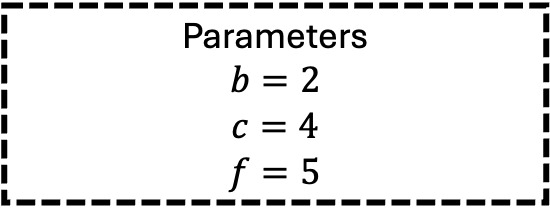 Parameters
b = 2
c = 4
f = 5